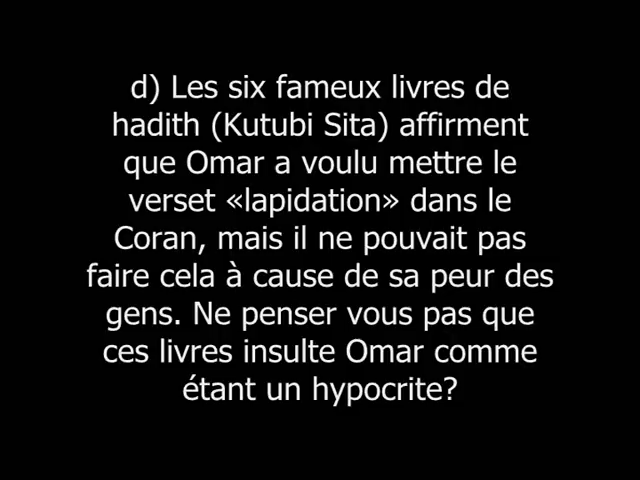 d) Les six fameux livres de
hadith (Kutubi Sita) affirment
que Omar a voulu mettre le
verset «lapidation» dans le
Coran, mais il ne pouvait pas
faire cela à cause de sa peur des
gens. Ne penser vous pas que
ces livres insulte Omar comme
étant un hypocrite?